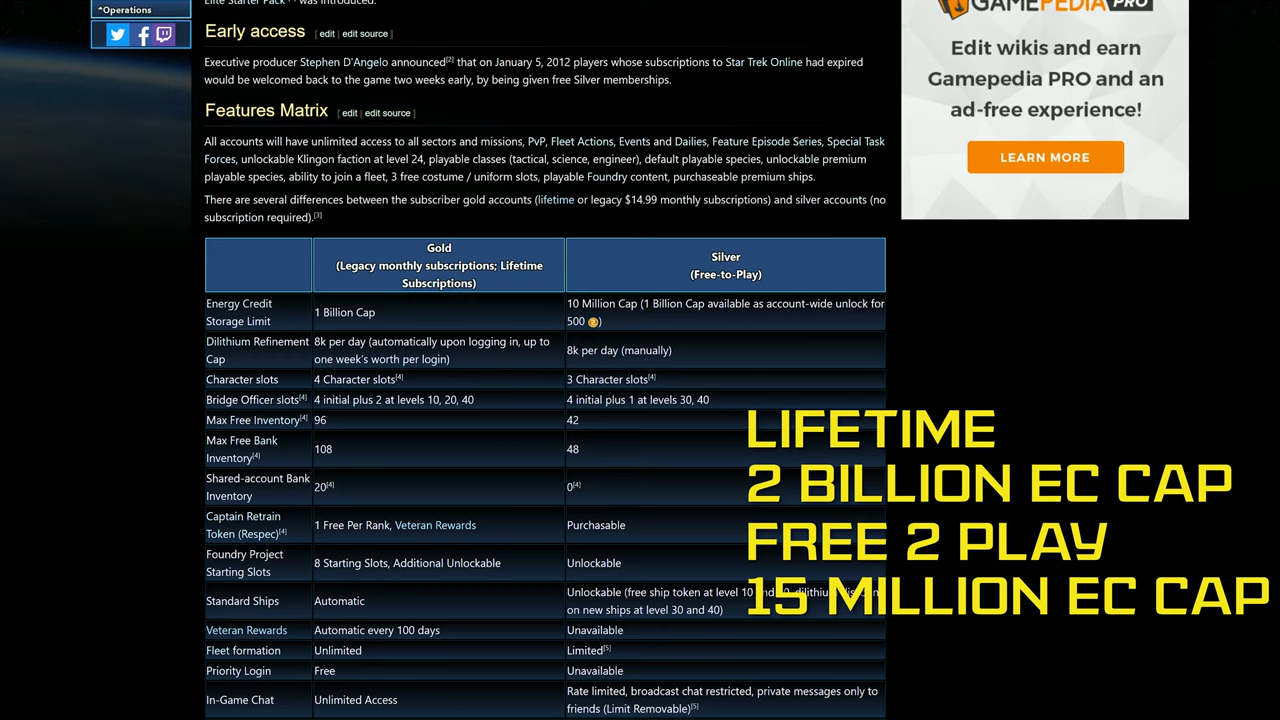 *Operations
Elite Starter Pack was introduced.
Early access [ edit | edit source ]
Executive producer Stephen D'Angelo announced[2] that on January 5, 2012 players whose subscriptions to Star Trek Online had expired
would be welcomed back to the game two weeks early, by being given free Silver memberships.
Features Matrix [ edit | edit source ]
All accounts will have unlimited access to all sectors and missions, PvP, Fleet Actions, Events and Dailies, Feature Episode Series, Special Task
Forces, unlockable Klingon faction at level 24, playable classes (tactical, science, engineer), default playable species, unlockable premium
playable species, ability to join a fleet, 3 free costume / uniform slots, playable Foundry content, purchaseable premium ships.
There are several differences between the subscriber gold accounts (lifetime or legacy $14.99 monthly subscriptions) and silver accounts (no
subscription required).[3]
Gold
(Legacy monthly subscriptions; Lifetime
Subscriptions)
Silver
(Free-to-Play)
Energy Credit
Storage Limit
1 Billion Cap
10 Million Cap (1 Billion Cap available as account-wide unlock for
500 )
Dilithium Refinement
Cap
8k per day (automatically upon logging in, up to
one week's worth per login)
8k per day (manually)
Character slots
4 Character slots[4]
3 Character slots[4]
Bridge Officer slots[4]
4 initial plus 2 at levels 10, 20, 40
4 initial plus 1 at levels 30, 40
Max Free Inventory[4]
96
42
Max Free Bank
Inventory[4]
108
48
Shared-account Bank
Inventory
20[4]
0[4]
Captain Retrain
Token (Respec)[4]
1 Free Per Rank, Veteran Rewards
Purchasable
Foundry Project
Starting Slots
8 Starting Slots, Additional Unlockable
Unlockable
Standard Ships
Automatic
Unlockable (free ship token at level 10
on new ships at level 30 and 40)
Veteran Rewards
Automatic every 100 days
Unavailable
Fleet formation
Unlimited
Limited[5]
Priority Login
Free
Unavailable
In-Game Chat
Unlimited Access
Rate limited, broadcast chat restricted, private messages only to
friends (Limit Removable)[5]
GAMEPEDIA PRO
Edit wikis and earn
Gamepedia PRO and an
ad-free experience!
LEARN MORE
LIFETIME
2 BILLION EC CAP
FREE 2 PLAY
15 MILLION EC CAP